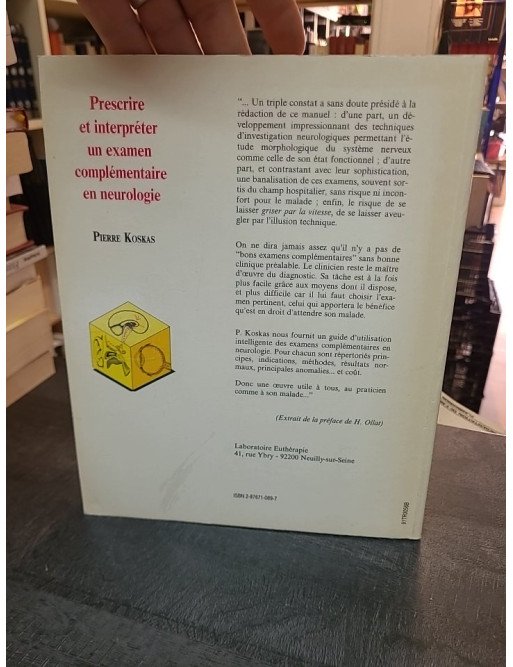 Prescrire
et interpréter
un examen
complémentaire
en neurologie
PIERRE KOSKAS
"... Un triple constat a sans doute présidé à la
rédaction de ce manuel : d'une part, un dé-
veloppement impressionnant des techniques
d'investigation neurologiques permettant l'é-
tude morphologique du système nerveux
comme celle de son état fonctionnel ; d'autre
part, et contrastant avec leur sophistication,
une banalisation de ces examens, souvent sor-
tis du champ hospitalier, sans risque ni incon-
fort pour le malade ; enfin, le risque de se
laisser griser par la vitesse, de se laisser aveu-
gler par l'illusion technique.
On ne dira jamais assez qu'il n'y a pas de
"bons examens complémentaires" sans bonne
clinique préalable. Le clinicien reste le maître
d'œuvre du diagnostic. Sa tâche est à la fois
plus facile grâce aux moyens dont il dispose,
et plus difficile car il lui faut choisir l'exa-
men pertinent, celui qui apportera le bénéfice
qu'est en droit d'attendre son malade.
P. Koskas nous fournit un guide d'utilisation
intelligente des examens complémentaires en
neurologie. Pour chacun sont répertoriés prin-
cipes, indications, méthodes, résultats nor-
maux, principales anomalies... et coût.
Donc une œuvre utile à tous, au praticien
comme à son malade..."
(Extrait de la préface de H. Ollat)
Laboratoire Euthérapie
41, rue Ybry - 92200 Neuilly-sur-Seine
ISBN 2-87671-089-7